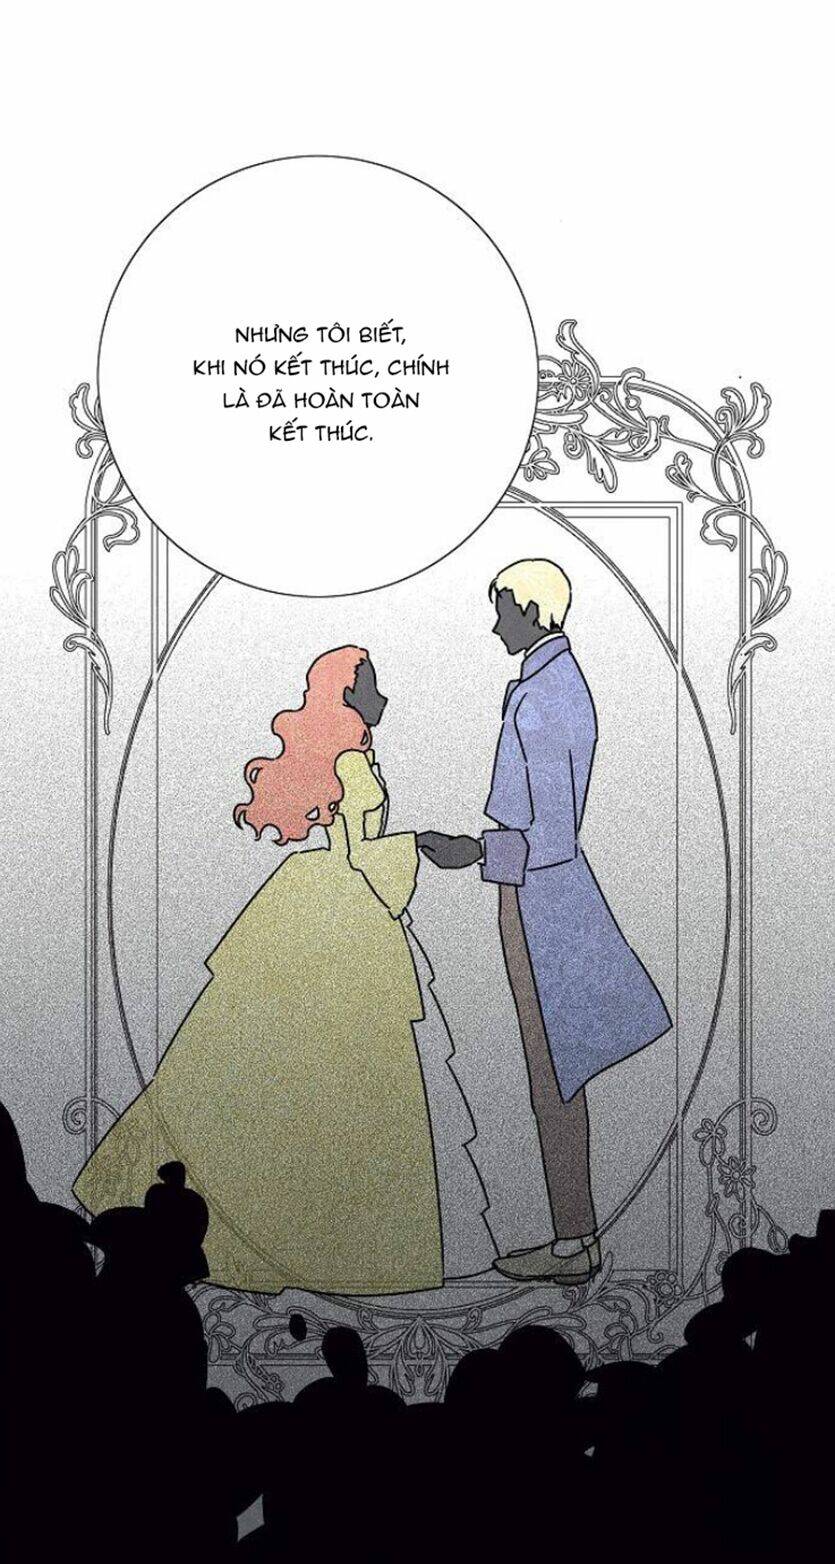 NHƯNG TÔI BIẾT,
KHI NÓ KẾT THÚC, CHÍNH
LÀ ĐÃ HOÀN TOÀN
KẾT THÚC.